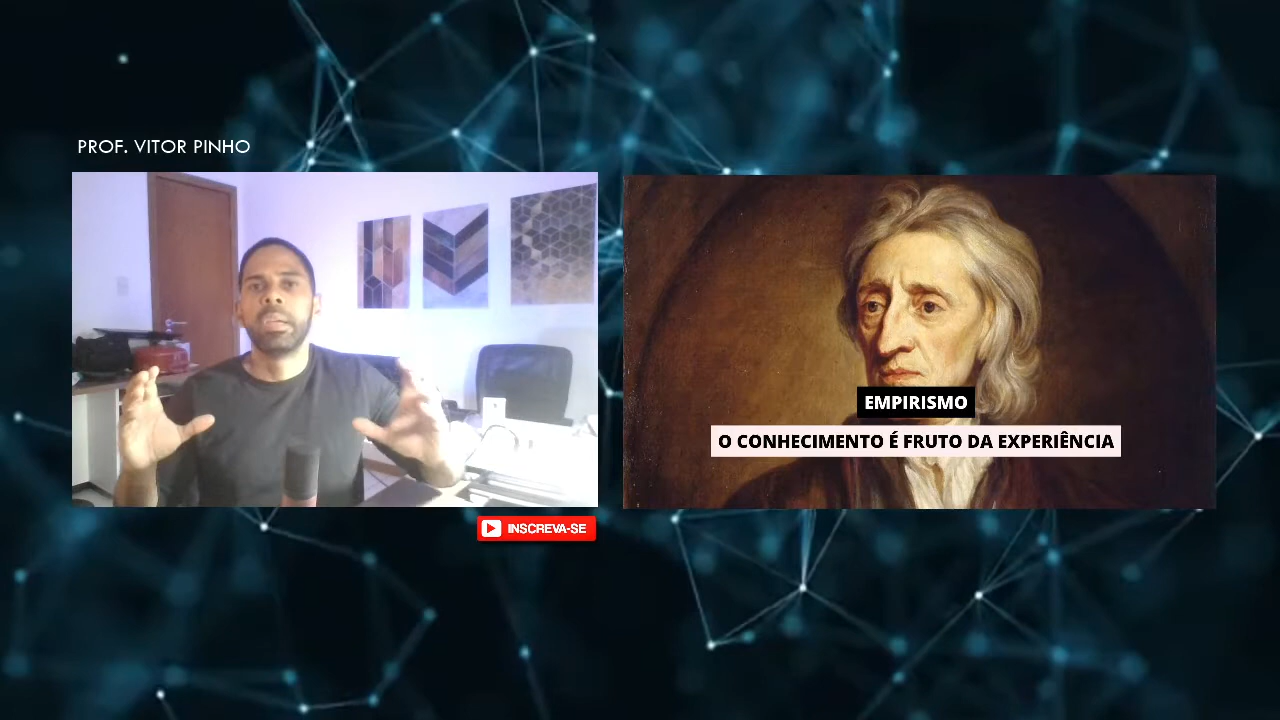 PROF. VITOR PINHO
EMPIRISMO
O CONHECIMENTO É FRUTO DA EXPERIÊNCIA
INSCREVA-SE